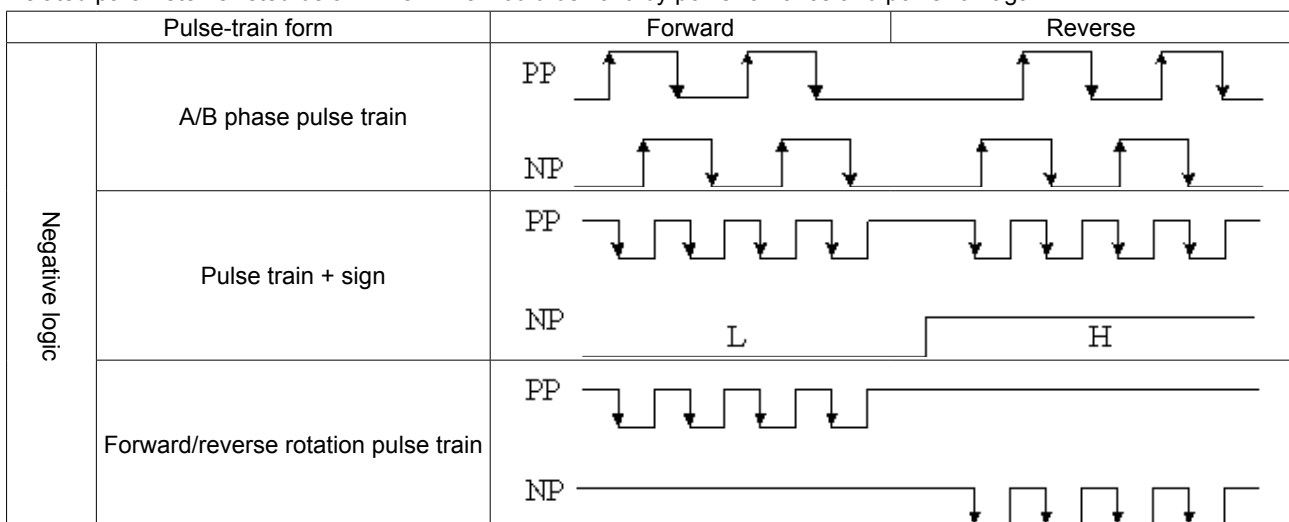 Pulse-train form
Forward
Reverse
Negative logic
A/B phase pulse train
PP
NP
Pulse train + sign
PP
NP
L
H
Forward/reverse rotation pulse train
PP
NP